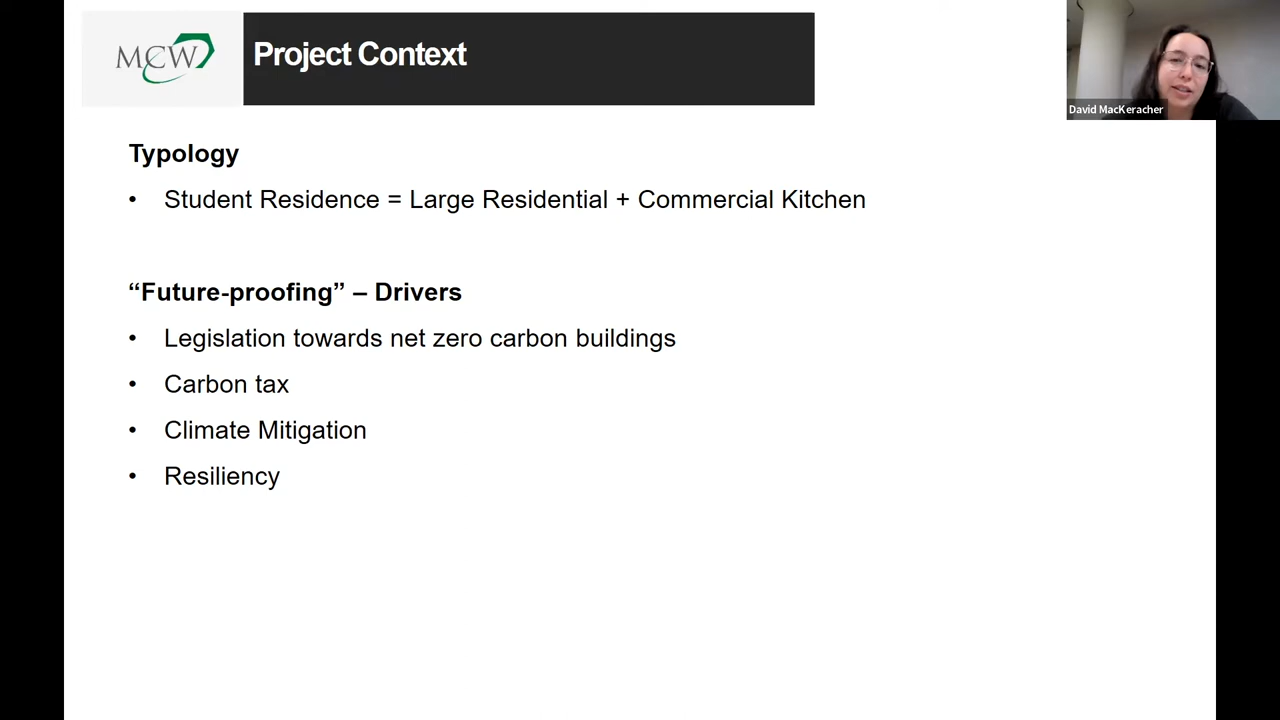 MCW
Project Context
David MacKeracher
Typology
• Student Residence = Large Residential + Commercial Kitchen
“Future-proofing” – Drivers
• Legislation towards net zero carbon buildings
• Carbon tax
• Climate Mitigation
• Resiliency